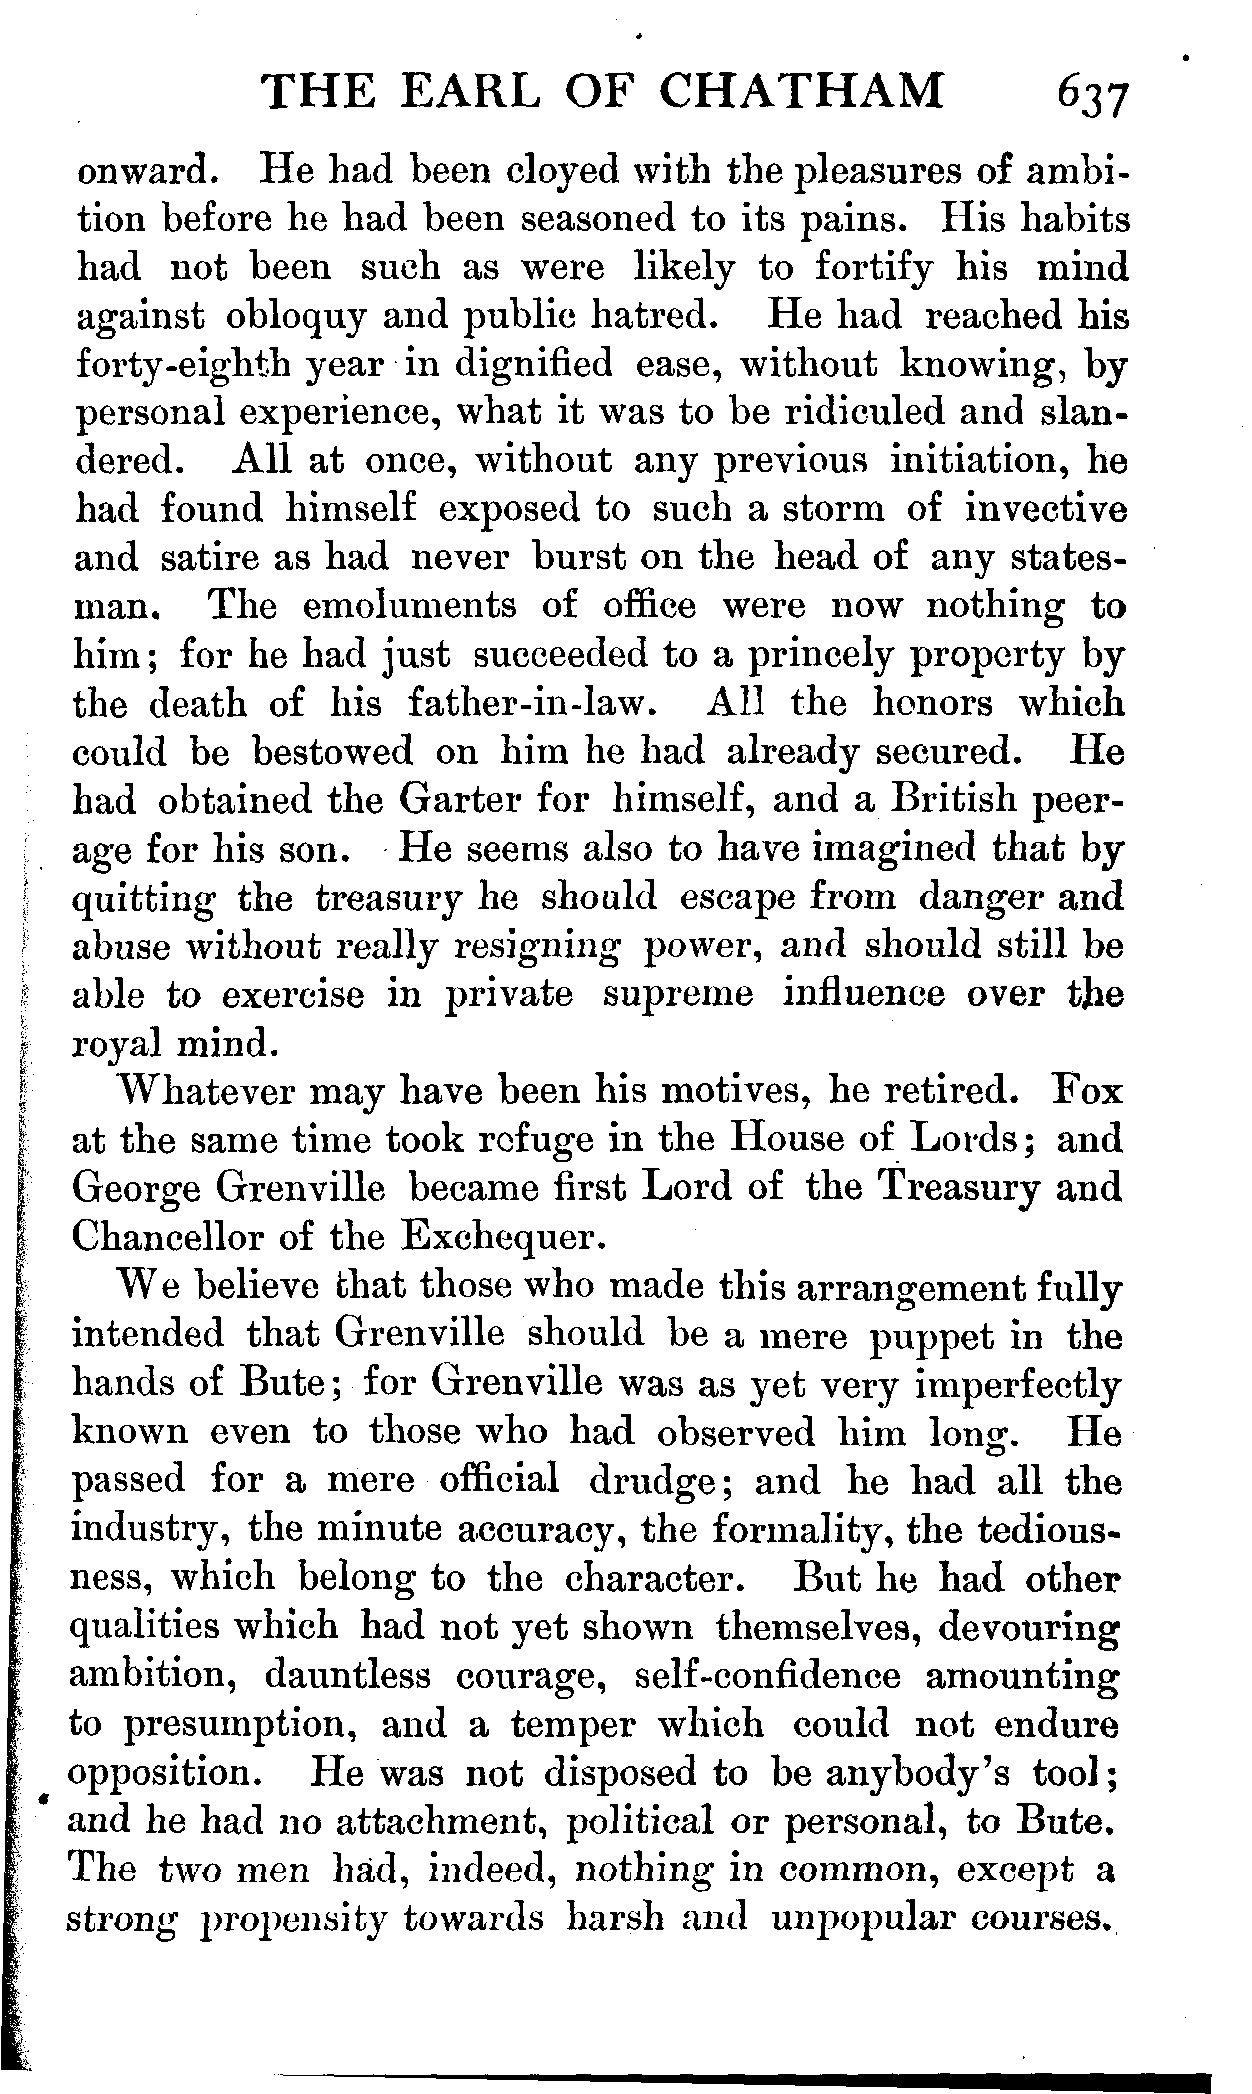 THE EARL OF CHATHAM 637
onward. He had been cloyed with the pleasures of ambi-
tion before he had been seasoned to its pains. His habits
had not been such as were likely to fortify his mind
against obloquy and public hatred. He had reached his
forty-eighth year in dignified ease, without knowing, by
personal experience, what it was to be ridiculed and slan-
dered. All at once, without any previous initiation, he
had found himself exposed to such a storm of invective
and satire as had never burst on the head of any states-
man. The emoluments of office were now nothing to
him; for he had just succeeded to a princely property by
the death of his father-in-law. All the honors which
could be bestowed on him he had already secured. He
had obtained the Garter for himself, and a British peer-
age for his son. He seems also to have imagined that by
quitting the treasury he should escape from danger and
abuse without really resigning power, and should still be
able to exercise in private supreme influence over the
royal mind.
Whatever may have been his motives, he retired. Fox
at the same time took refuge in the House of Lords; and
George Grenville became first Lord of the Treasury and
Chancellor of the Exchequer.
We believe that those who made this arrangement fully
intended that Grenville should be a mere puppet in the
hands of Bute; for Grenville was as yet very imperfectly
known even to those who had observed him long. He
passed for a mere official drudge; and he had all the
industry, the minute accuracy, the formality, the tedious-
ness, which belong to the character. But he had other
qualities which had not yet shown themselves, devouring
ambition, dauntless courage, self-confidence amounting
to presumption, and a temper which could not endure
opposition. He was not disposed to be anybody's tool;
and he had no attachment, political or personal, to Bute.
The two men had, indeed, nothing in common, except a
strong propensity towards harsh and unpopular courses.